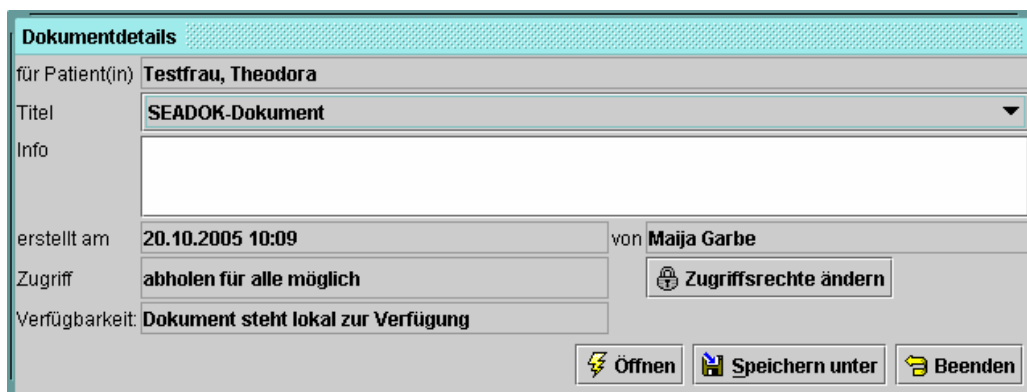 Dokumentdetails
für Patient(in) Testfrau, Theodora
Titel SEADOK-Dokument
Info
erstellt am 20.10.2005 10:09 von Maija Garbe
Zugriff abholen für alle möglich Zugriffsrechte ändern
Verfügbarkeit: Dokument steht lokal zur Verfügung
Öffnen Speichern unter Beenden